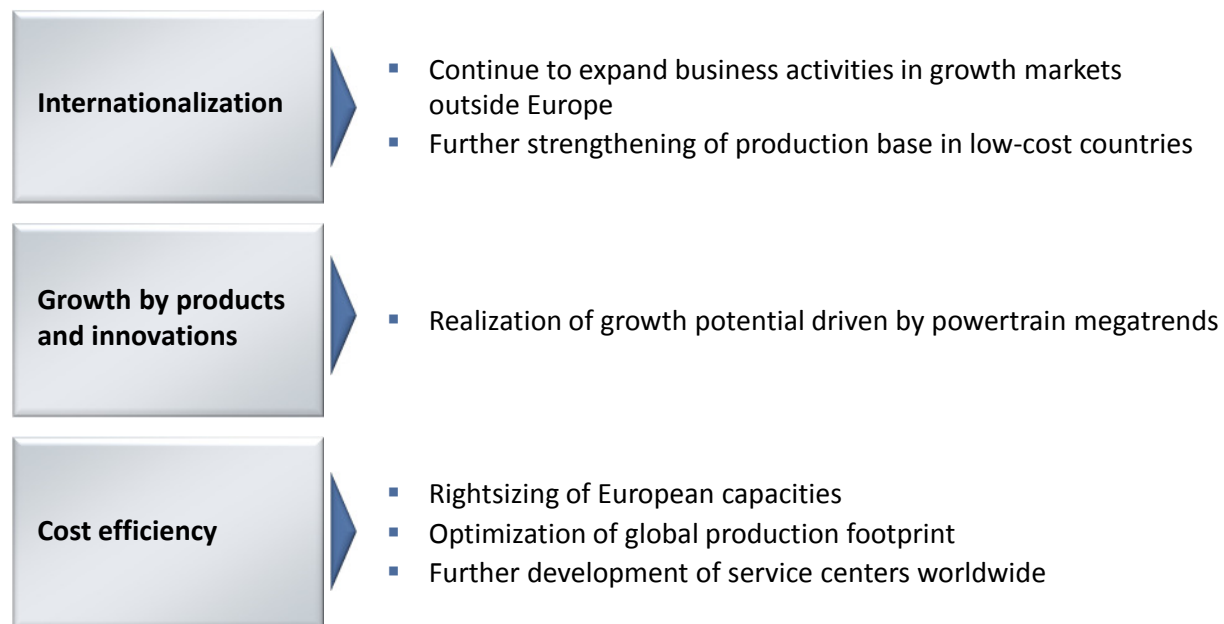 Internationalization
▪ Continue to expand business activities in growth markets
outside Europe
▪ Further strengthening of production base in low-cost countries
Growth by products
and innovations
▪ Realization of growth potential driven by powertrain megatrends
Cost efficiency
▪ Rightsizing of European capacities
▪ Optimization of global production footprint
▪ Further development of service centers worldwide